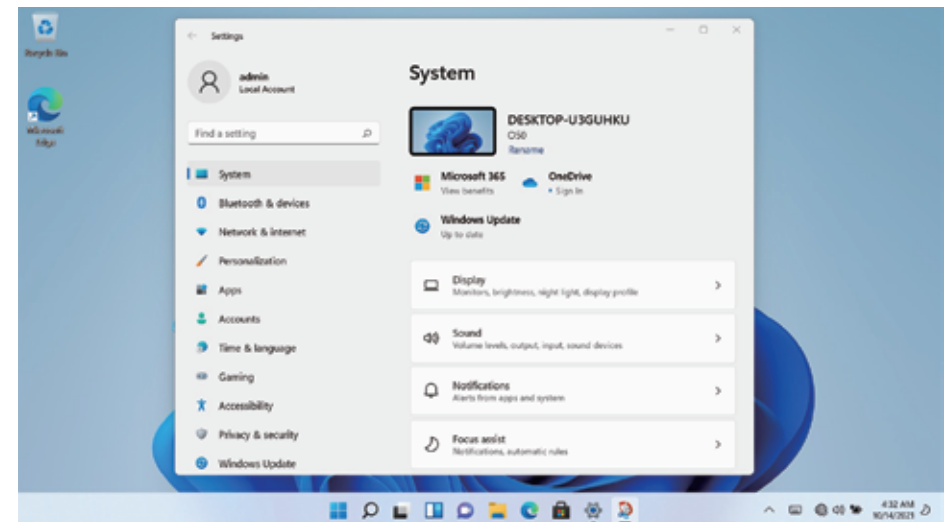 Recycle Bin
Microsoft
Edge
Settings
admin
Local Account
Find a setting
System
Bluetooth & devices
Network & internet
Personalization
Apps
Accounts
Time & language
Gaming
Accessibility
Privacy & security
Windows Update
System
DESKTOP-U3GUHKU
Rename
Microsoft 365
View benefits
OneDrive
• Sign In
Windows Update
Up to date
Display
Monitors, brightness, night light, display profile
Sound
Volume levels, output, input, sound devices
Notifications
Alerts from apps and system
Focus assist
Notifications, automatic rules
4:32 AM